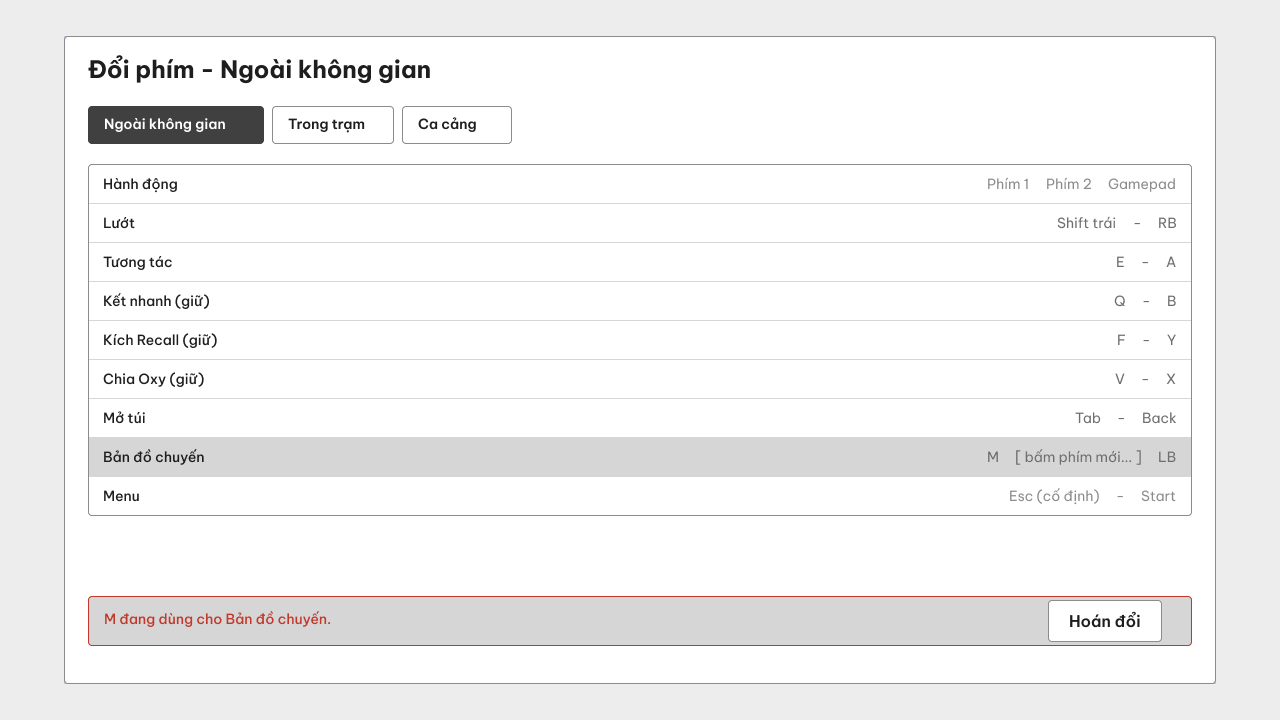 Đổi phím - Ngoài không gian
Ngoài không gian Trong trạm Ca cảng
Hành động Phím 1 Phím 2 Gamepad
Lướt Shift trái - RB
Tương tác E - A
Kết nhanh (giữ) Q - B
Kích Recall (giữ) F - Y
Chia Oxy (giữ) V - X
Mở túi Tab - Back
Bản đồ chuyến M [ bấm phím mới... ] LB
Menu Esc (cố định) - Start
M đang dùng cho Bản đồ chuyến. Hoán đổi